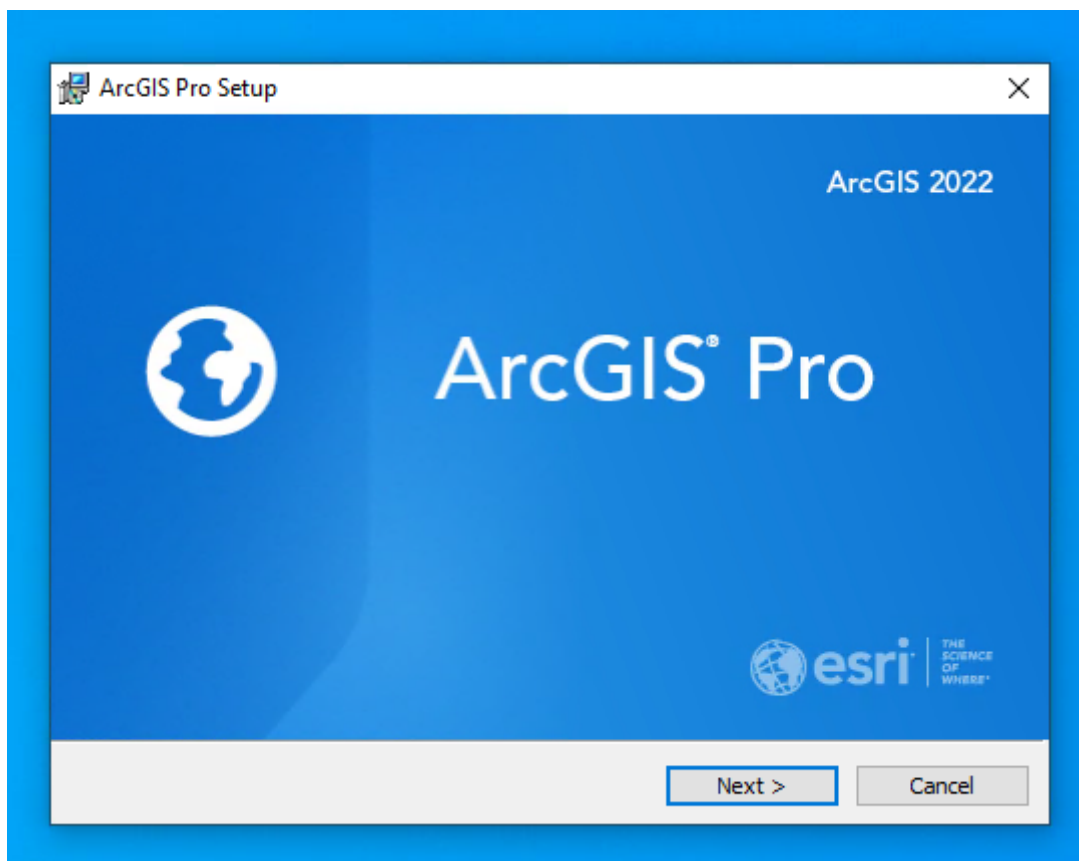 ArcGIS Pro Setup
ArcGIS 2022
ArcGIS® Pro
esri
THE
SCIENCE
OF
WHERE®
Next >
Cancel